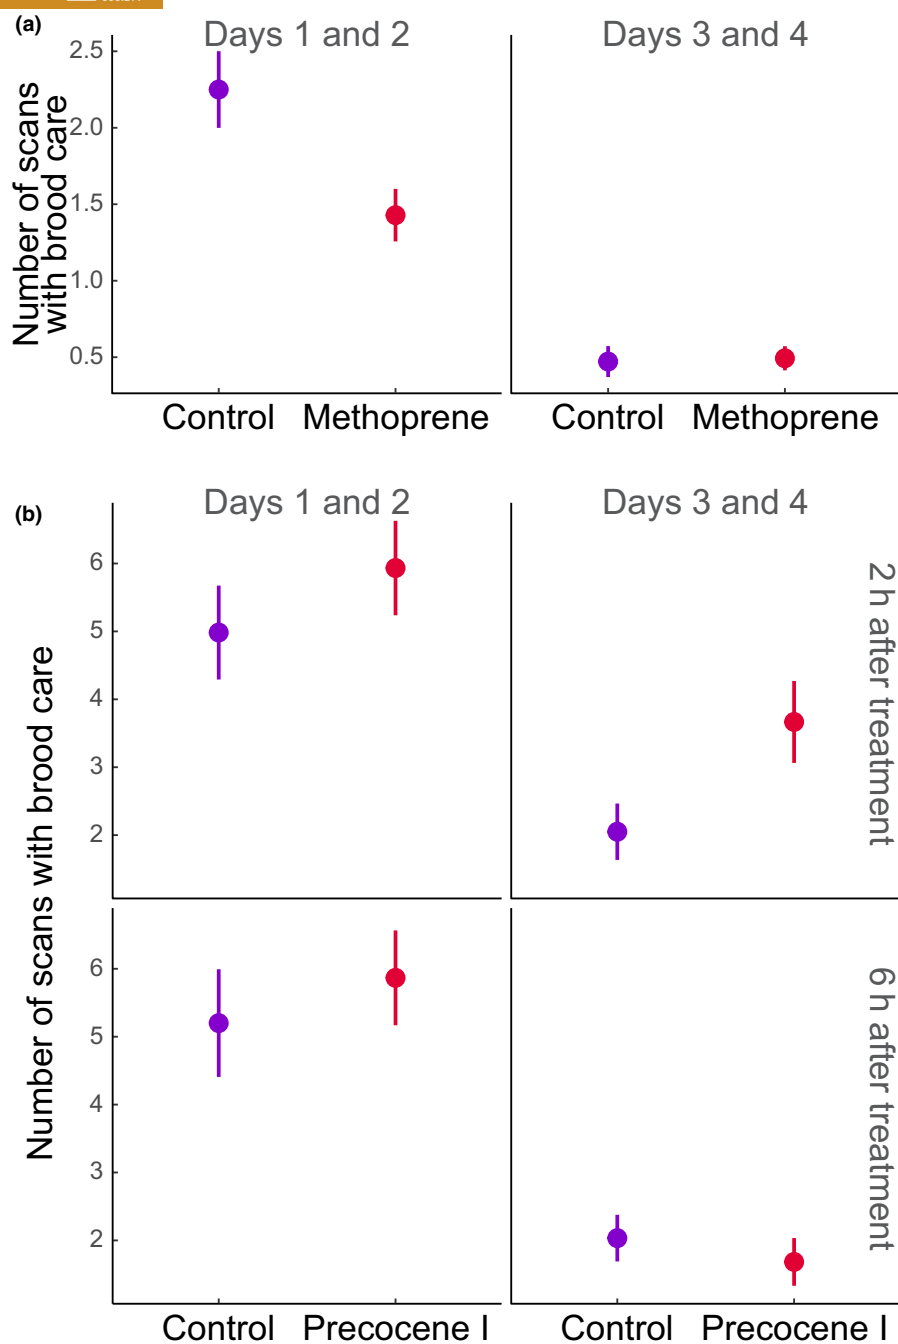 (a)
Days 1 and 2
Days 3 and 4
Number of scans
with brood care
2.5
2.0
1.5
1.0
0.5
Control
Methoprene
Control
Methoprene
(b)
Days 1 and 2
Days 3 and 4
Number of scans with brood care
6
5
4
3
2
2 h after treatment
6
5
4
3
2
6 h after treatment
Control
Precocene I
Control
Precocene I